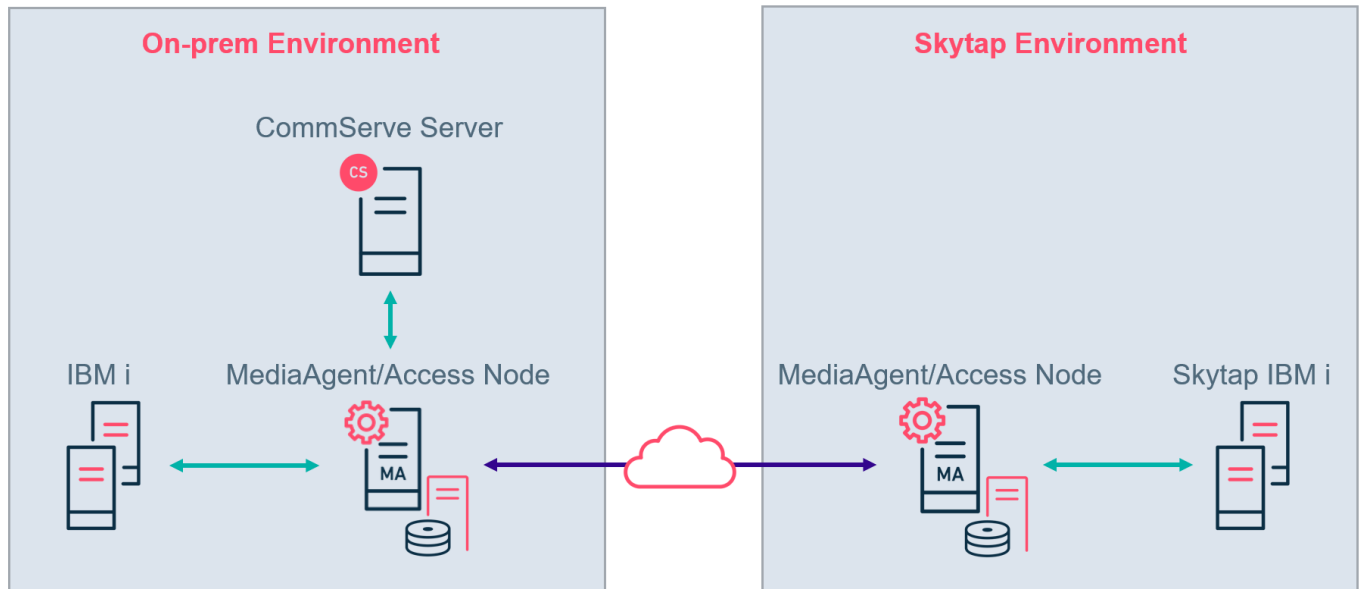 On-prem Environment
Skytap Environment
CommServe Server
CS
IBM i
MediaAgent/Access Node
MediaAgent/Access Node
Skytap IBM i
MA
MA